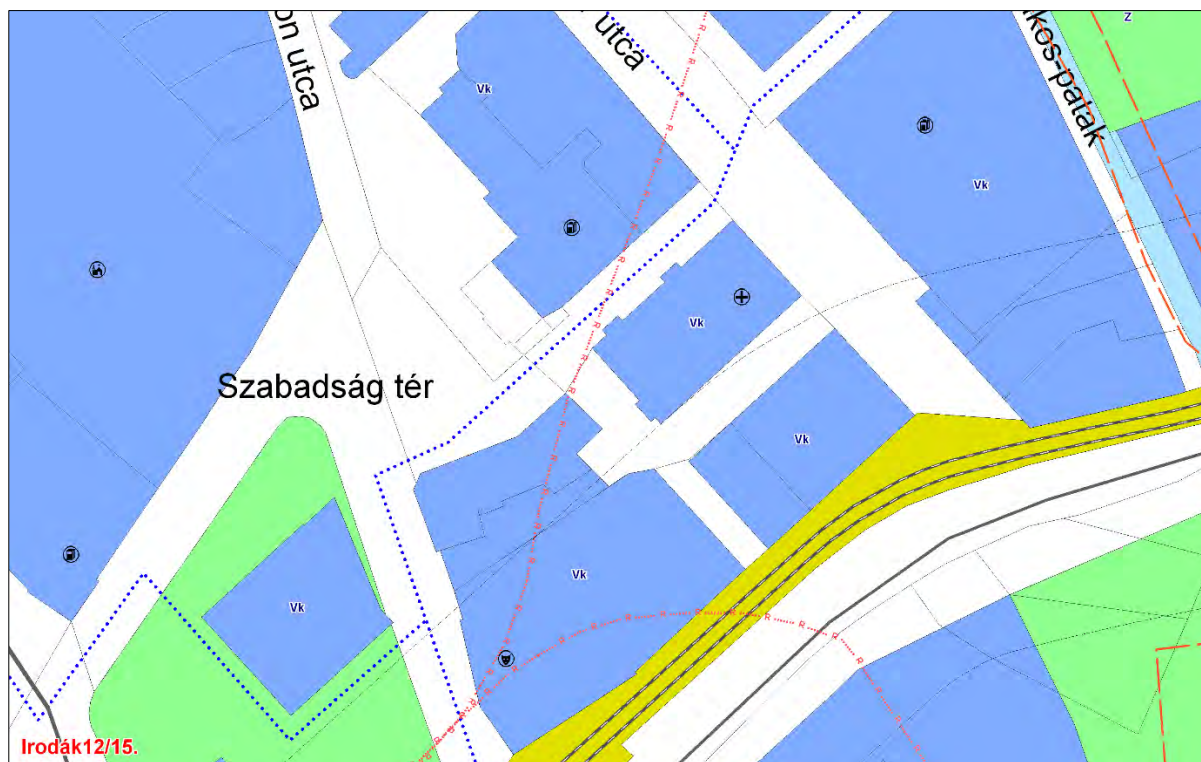 on utca
utca
kos-patak
Z
Vk
Vk
Vk
Szabadság tér
Vk
Vk
Vk
Irodák12/15.